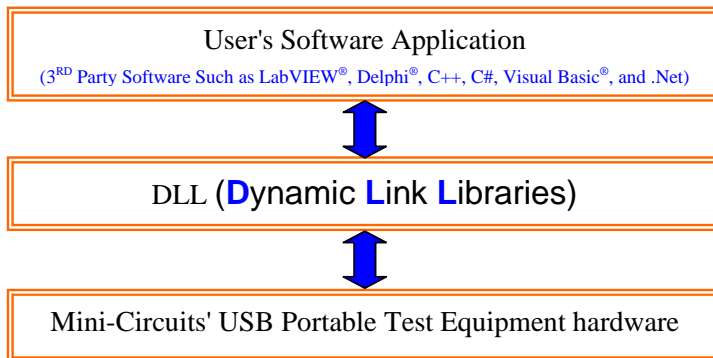 User's Software Application
(3RD Party Software Such as LabVIEW®, Delphi®, C++, C#, Visual Basic®, and .Net)
DLL (Dynamic Link Libraries)
Mini-Circuits' USB Portable Test Equipment hardware